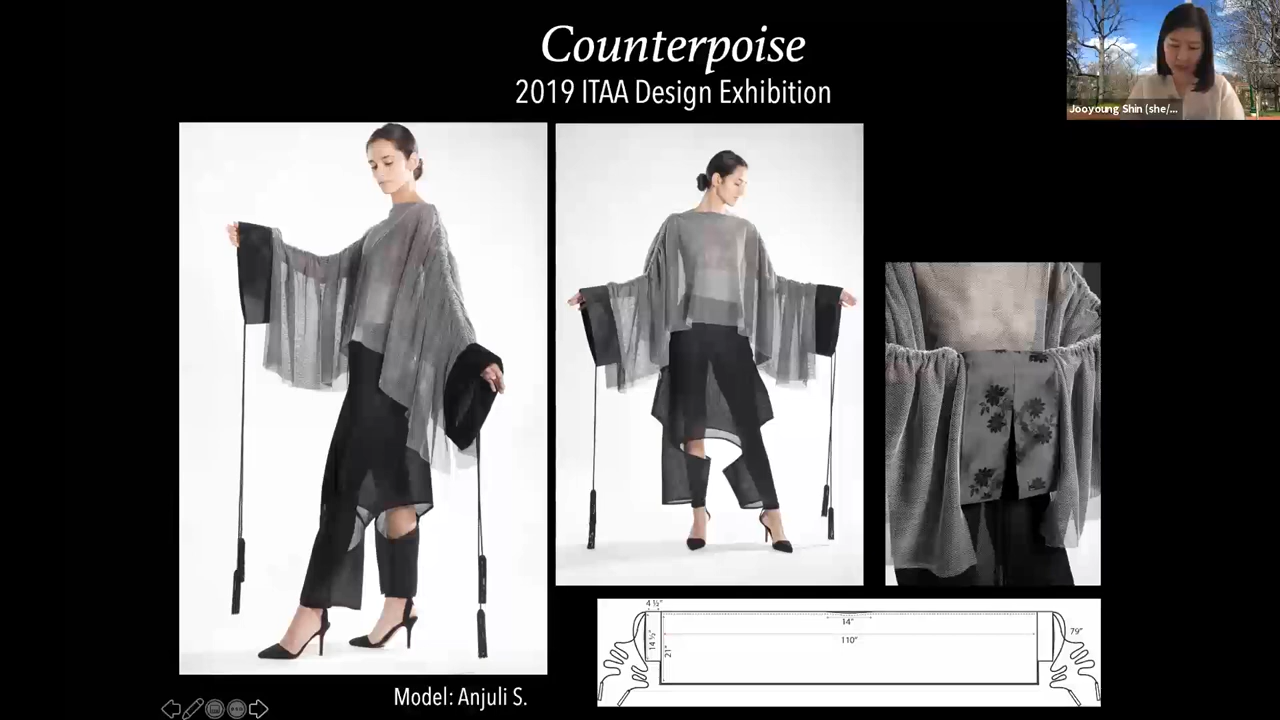 Counterpoise
2019 ITAA Design Exhibition
Jooyoung Shin (she/...
4 ½"
14"
110"
14 ½"
21"
79"
Model: Anjuli S.